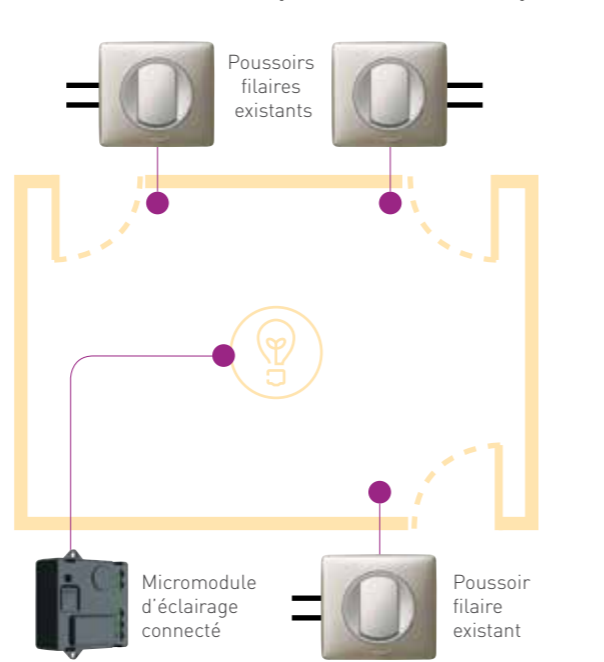 Poussoirs
filaires
existants
Micromodule
d'éclairage
connecté
Poussoir
filaire
existant